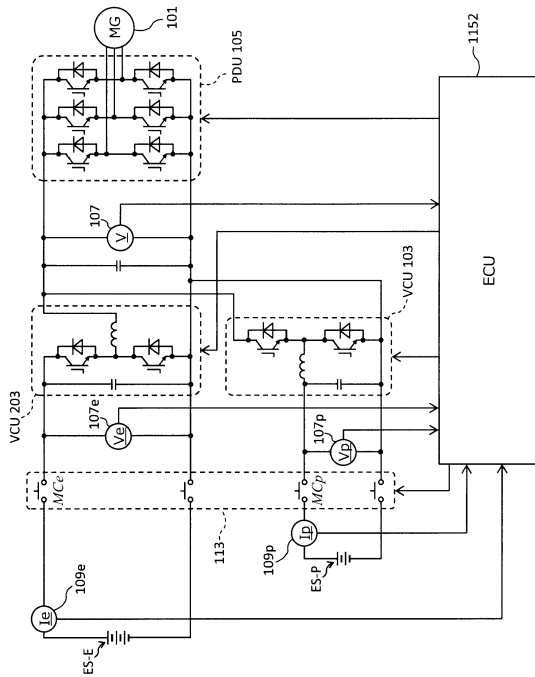 MG
101
PDU 105
1152
107
V
VCU 103
ECU
VCU 203
107e
Ve
107p
Vp
MCe
MCp
113
109p
Ip
ES-P
109e
Ie
ES-E